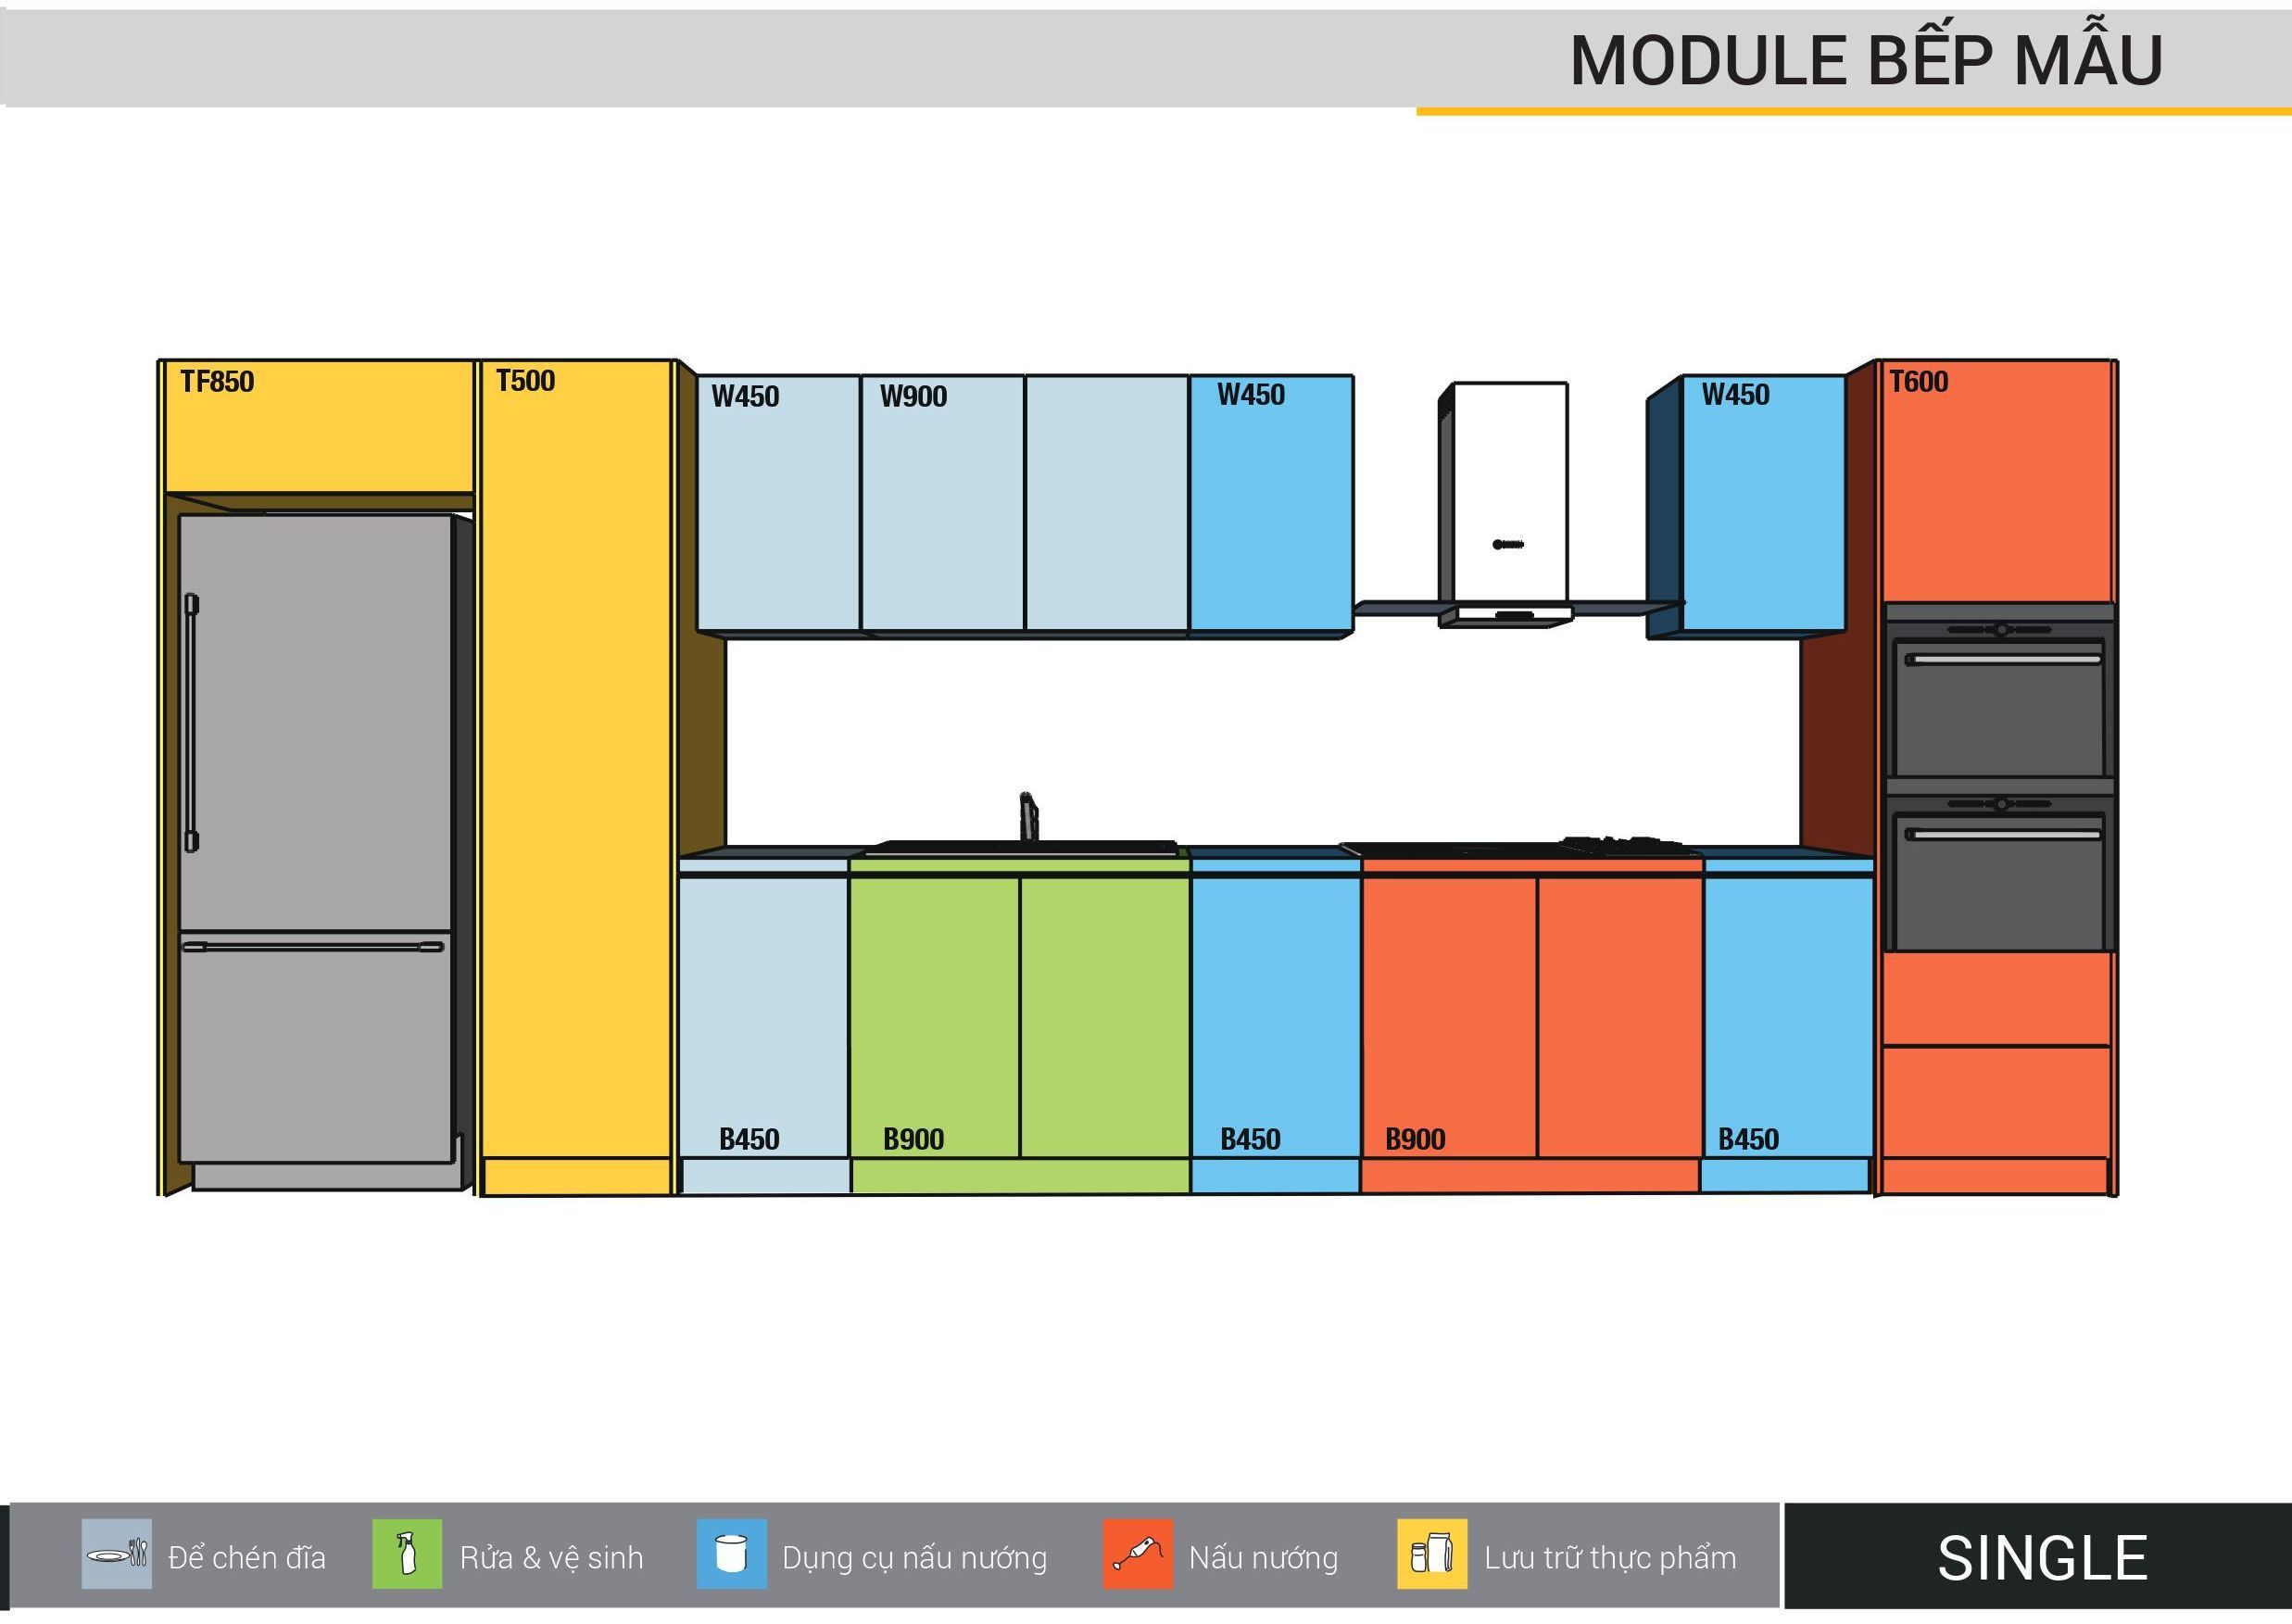 MODULE BẾP MẪU
TF850
T500
W450
W900
W450
W450
T600
B450
B900
B450
B900
B450
Để chén đĩa
Rửa & vệ sinh
Dụng cụ nấu nướng
Nấu nướng
Lưu trữ thực phẩm
SINGLE